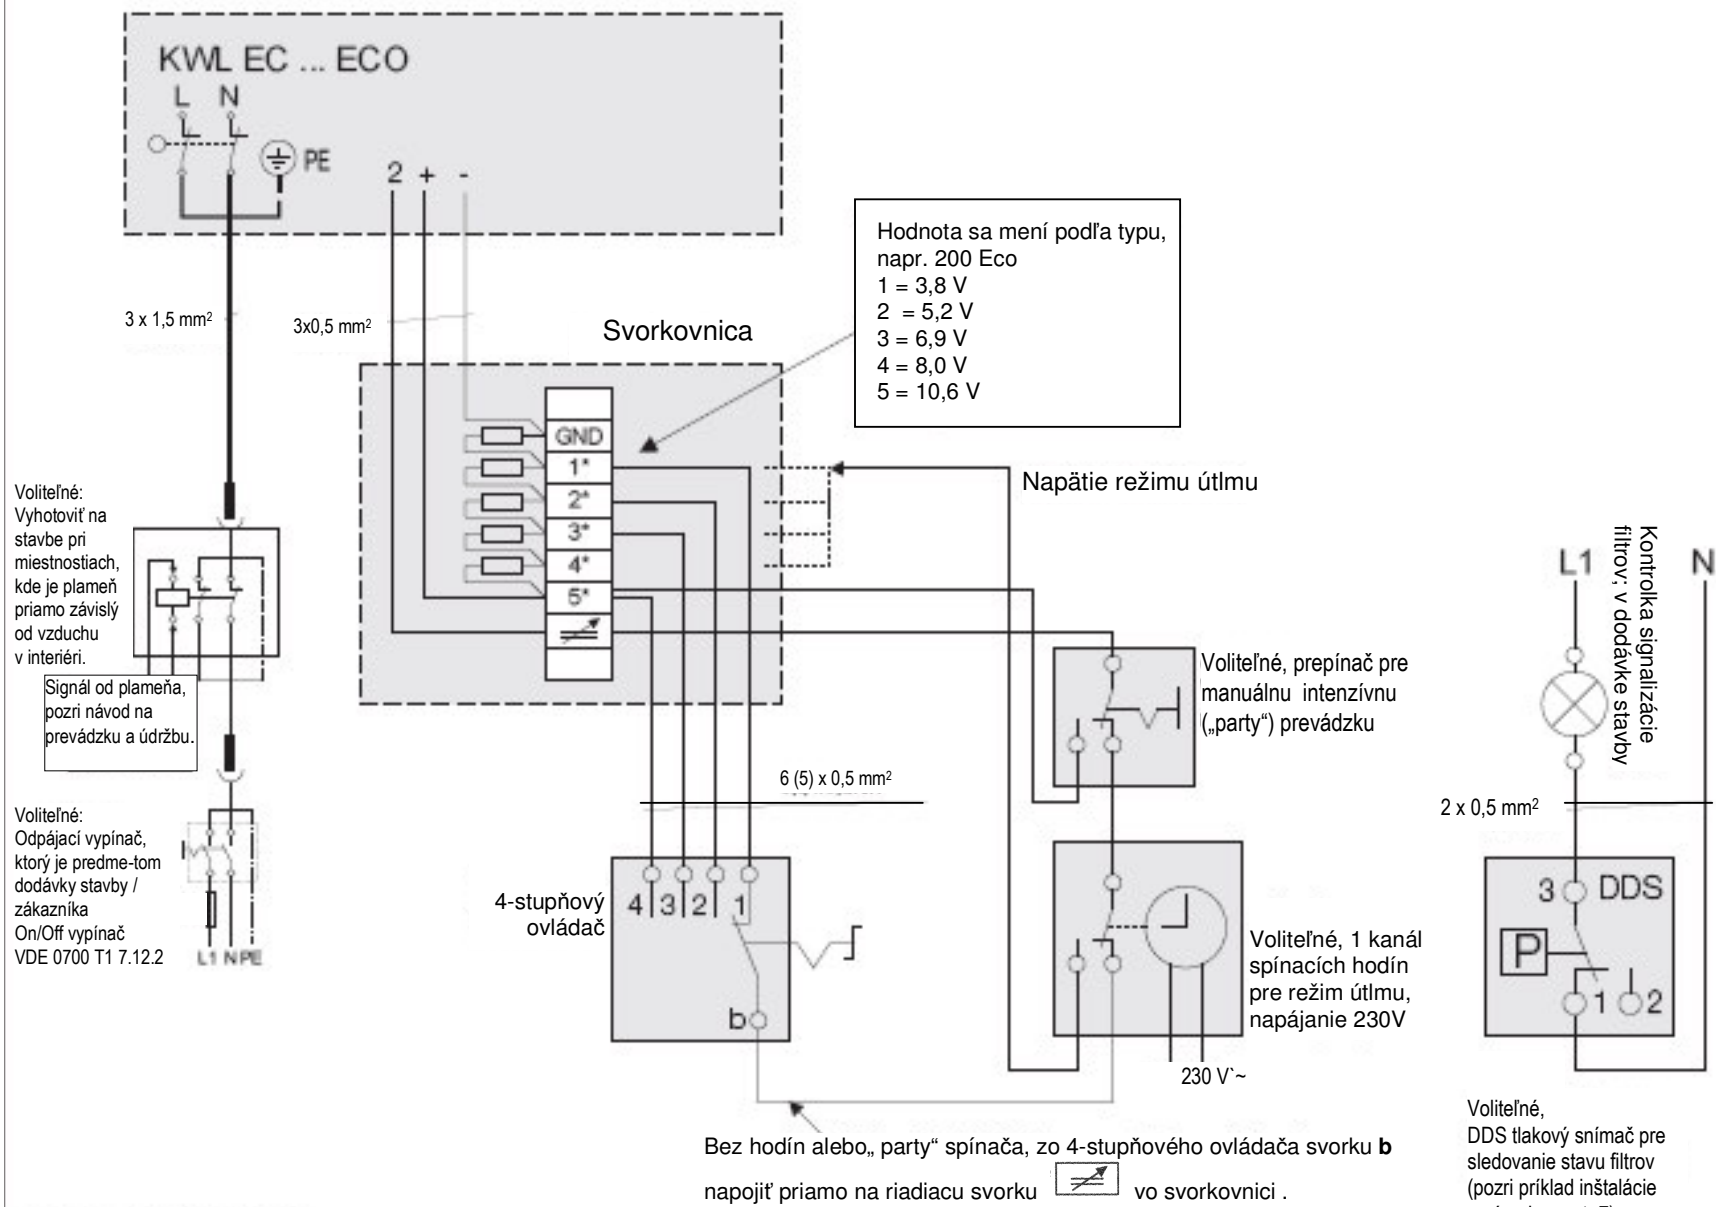 KWL EC ... ECO
L N
PE
2 + -
3 x 1,5 mm²
3x0,5 mm²
Svorkovnica
Hodnota sa mení podľa typu,
napr. 200 Eco
1 = 3,8 V
2 = 5,2 V
3 = 6,9 V
4 = 8,0 V
5 = 10,6 V
GND
1*
2*
3*
4*
5*
Napätie režimu útlmu
Voliteľné:
Vyhotoviť na
stavbe pri
miestnostiach,
kde je plameň
priamo závislý
od vzduchu
v interiéri.
Signál od plameňa,
pozri návod na
prevádzku a údržbu.
Voliteľné:
Odpájací vypínač,
ktorý je predme-tom
dodávky stavby /
zákazníka
On/Off vypínač
VDE 0700 T1 7.12.2
L1 N PE
Voliteľné, prepínač pre
manuálnu intenzívnu
(„party“) prevádzku
6 (5) x 0,5 mm²
4-stupňový
ovládač
4 3 2 1
b
Voliteľné, 1 kanál
spínacích hodín
pre režim útlmu,
napájanie 230V
230 V`~
Bez hodín alebo„ party“ spínača, zo 4-stupňového ovládača svorku b
napojiť priamo na riadiacu svorku vo svorkovnici .
L1 N
Kontrolka signalizácie
filtrov; v dodávke stavby
2 x 0,5 mm²
3 DDS
P
1 2
Voliteľné,
DDS tlakový snímač pre
sledovanie stavu filtrov
(pozri príklad inštalácie